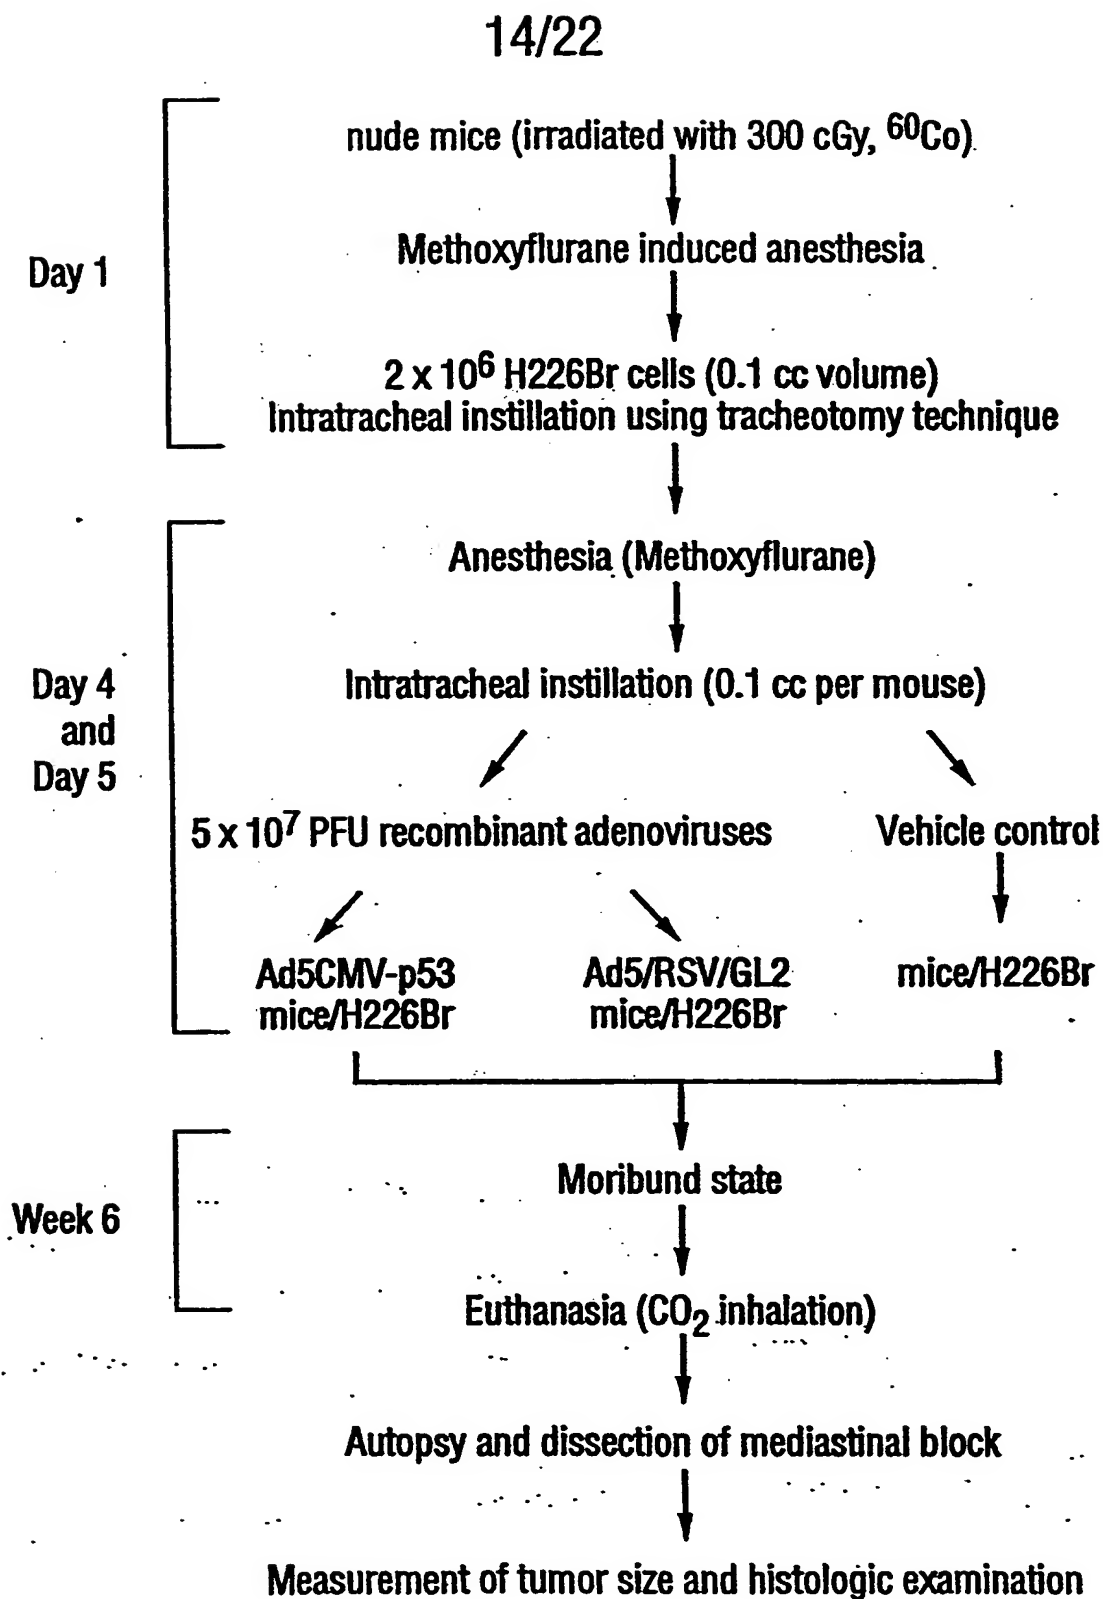 14/22
nude mice (irradiated with 300 cGy, ⁶⁰Co)
Methoxyflurane induced anesthesia
Day 1
2 x 10⁶ H226Br cells (0.1 cc volume)
Intratracheal instillation using tracheotomy technique
Anesthesia (Methoxyflurane)
Day 4
and
Day 5
Intratracheal instillation (0.1 cc per mouse)
5 x 10⁷ PFU recombinant adenoviruses
Vehicle control
Ad5CMV-p53
mice/H226Br
Ad5/RSV/GL2
mice/H226Br
mice/H226Br
Moribund state
Week 6
Euthanasia (CO₂ inhalation)
Autopsy and dissection of mediastinal block
Measurement of tumor size and histologic examination